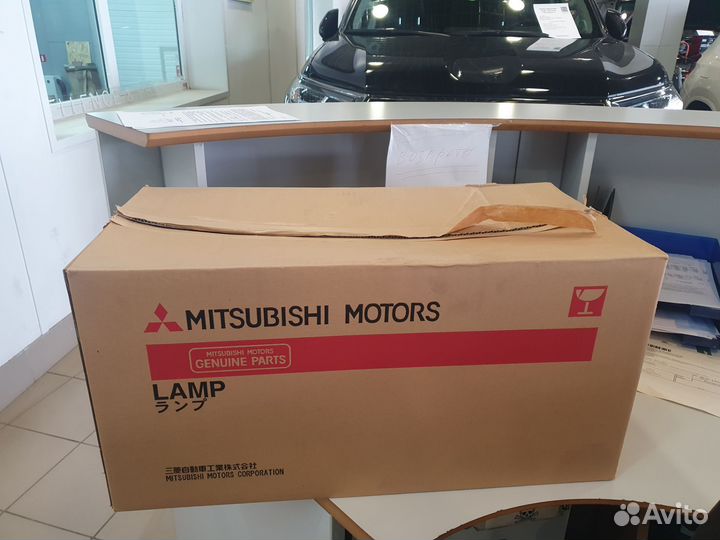 MITSUBISHI MOTORS
MITSUBISHI MOTORS
GENUINE PARTS
LAMP
ランプ
三菱自動車工業株式会社
MITSUBISHI MOTORS CORPORATION
Avito